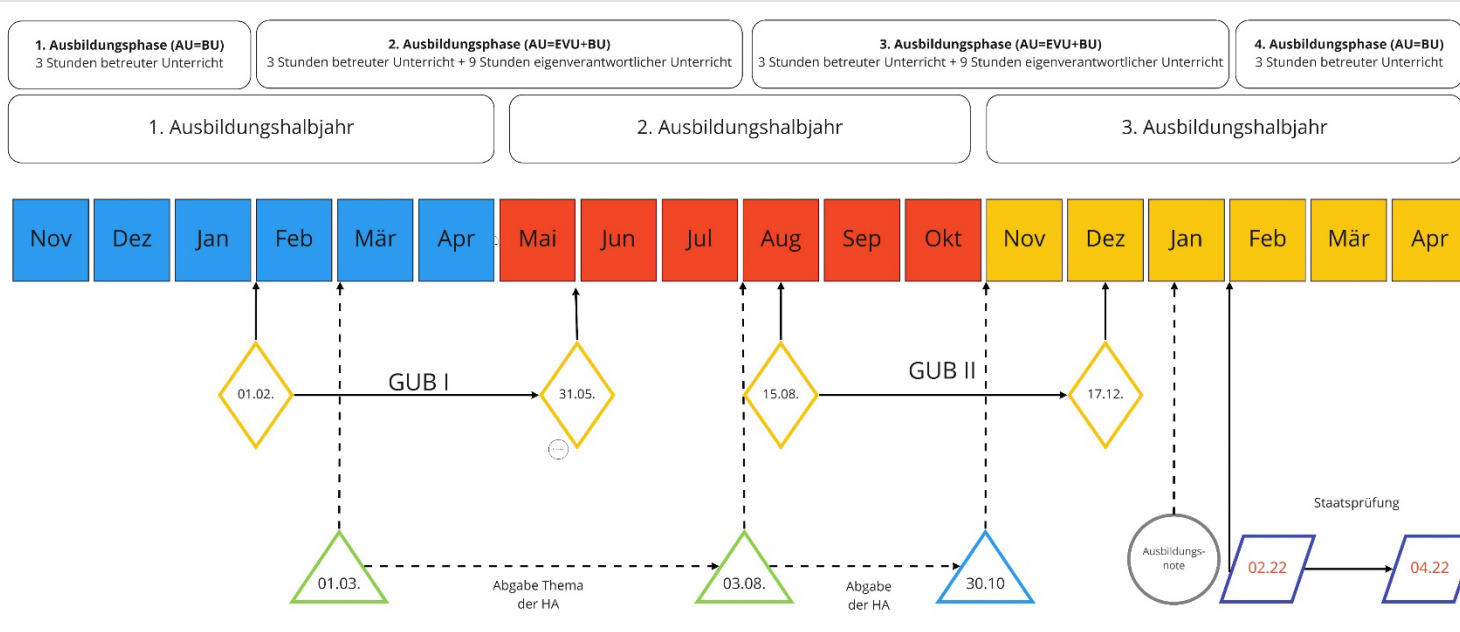 1. Ausbildungsphase (AU=BU)
3 Stunden betreuter Unterricht
2. Ausbildungsphase (AU=EVU+BU)
3 Stunden betreuter Unterricht + 9 Stunden eigenverantwortlicher Unterricht
3. Ausbildungsphase (AU=EVU+BU)
3 Stunden betreuter Unterricht + 9 Stunden eigenverantwortlicher Unterricht
4. Ausbildungsphase (AU=BU)
3 Stunden betreuter Unterricht
1. Ausbildungshalbjahr
2. Ausbildungshalbjahr
3. Ausbildungshalbjahr
Nov
Dez
Jan
Feb
Mär
Apr
Mai
Jun
Jul
Aug
Sep
Okt
Nov
Dez
Jan
Feb
Mär
Apr
01.02.
GUB I
31.05.
15.08.
GUB II
17.12.
01.03.
Abgabe Thema
der HA
03.08.
Abgabe
der HA
30.10
Ausbildungs-
note
Staatsprüfung
02.22
04.22